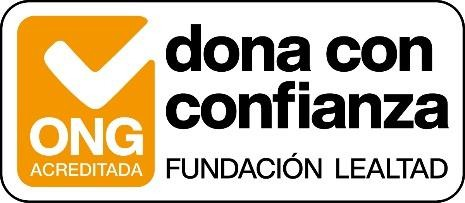 ONG
ACREDITADA
dona con
confianza
FUNDACIÓN LEALTAD